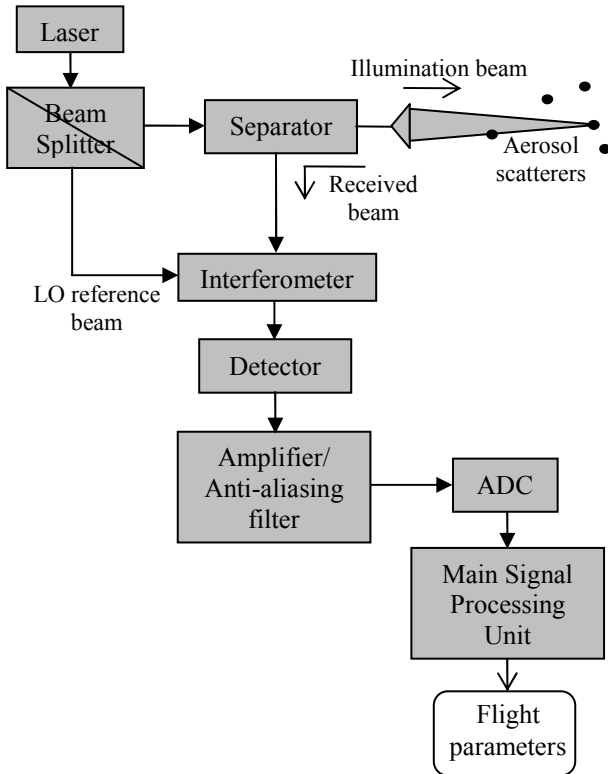 Laser
Illumination beam
Beam
Splitter
Separator
Aerosol
scatterers
Received
beam
LO reference
beam
Interferometer
Detector
Amplifier/
Anti-aliasing
filter
ADC
Main Signal
Processing
Unit
Flight
parameters